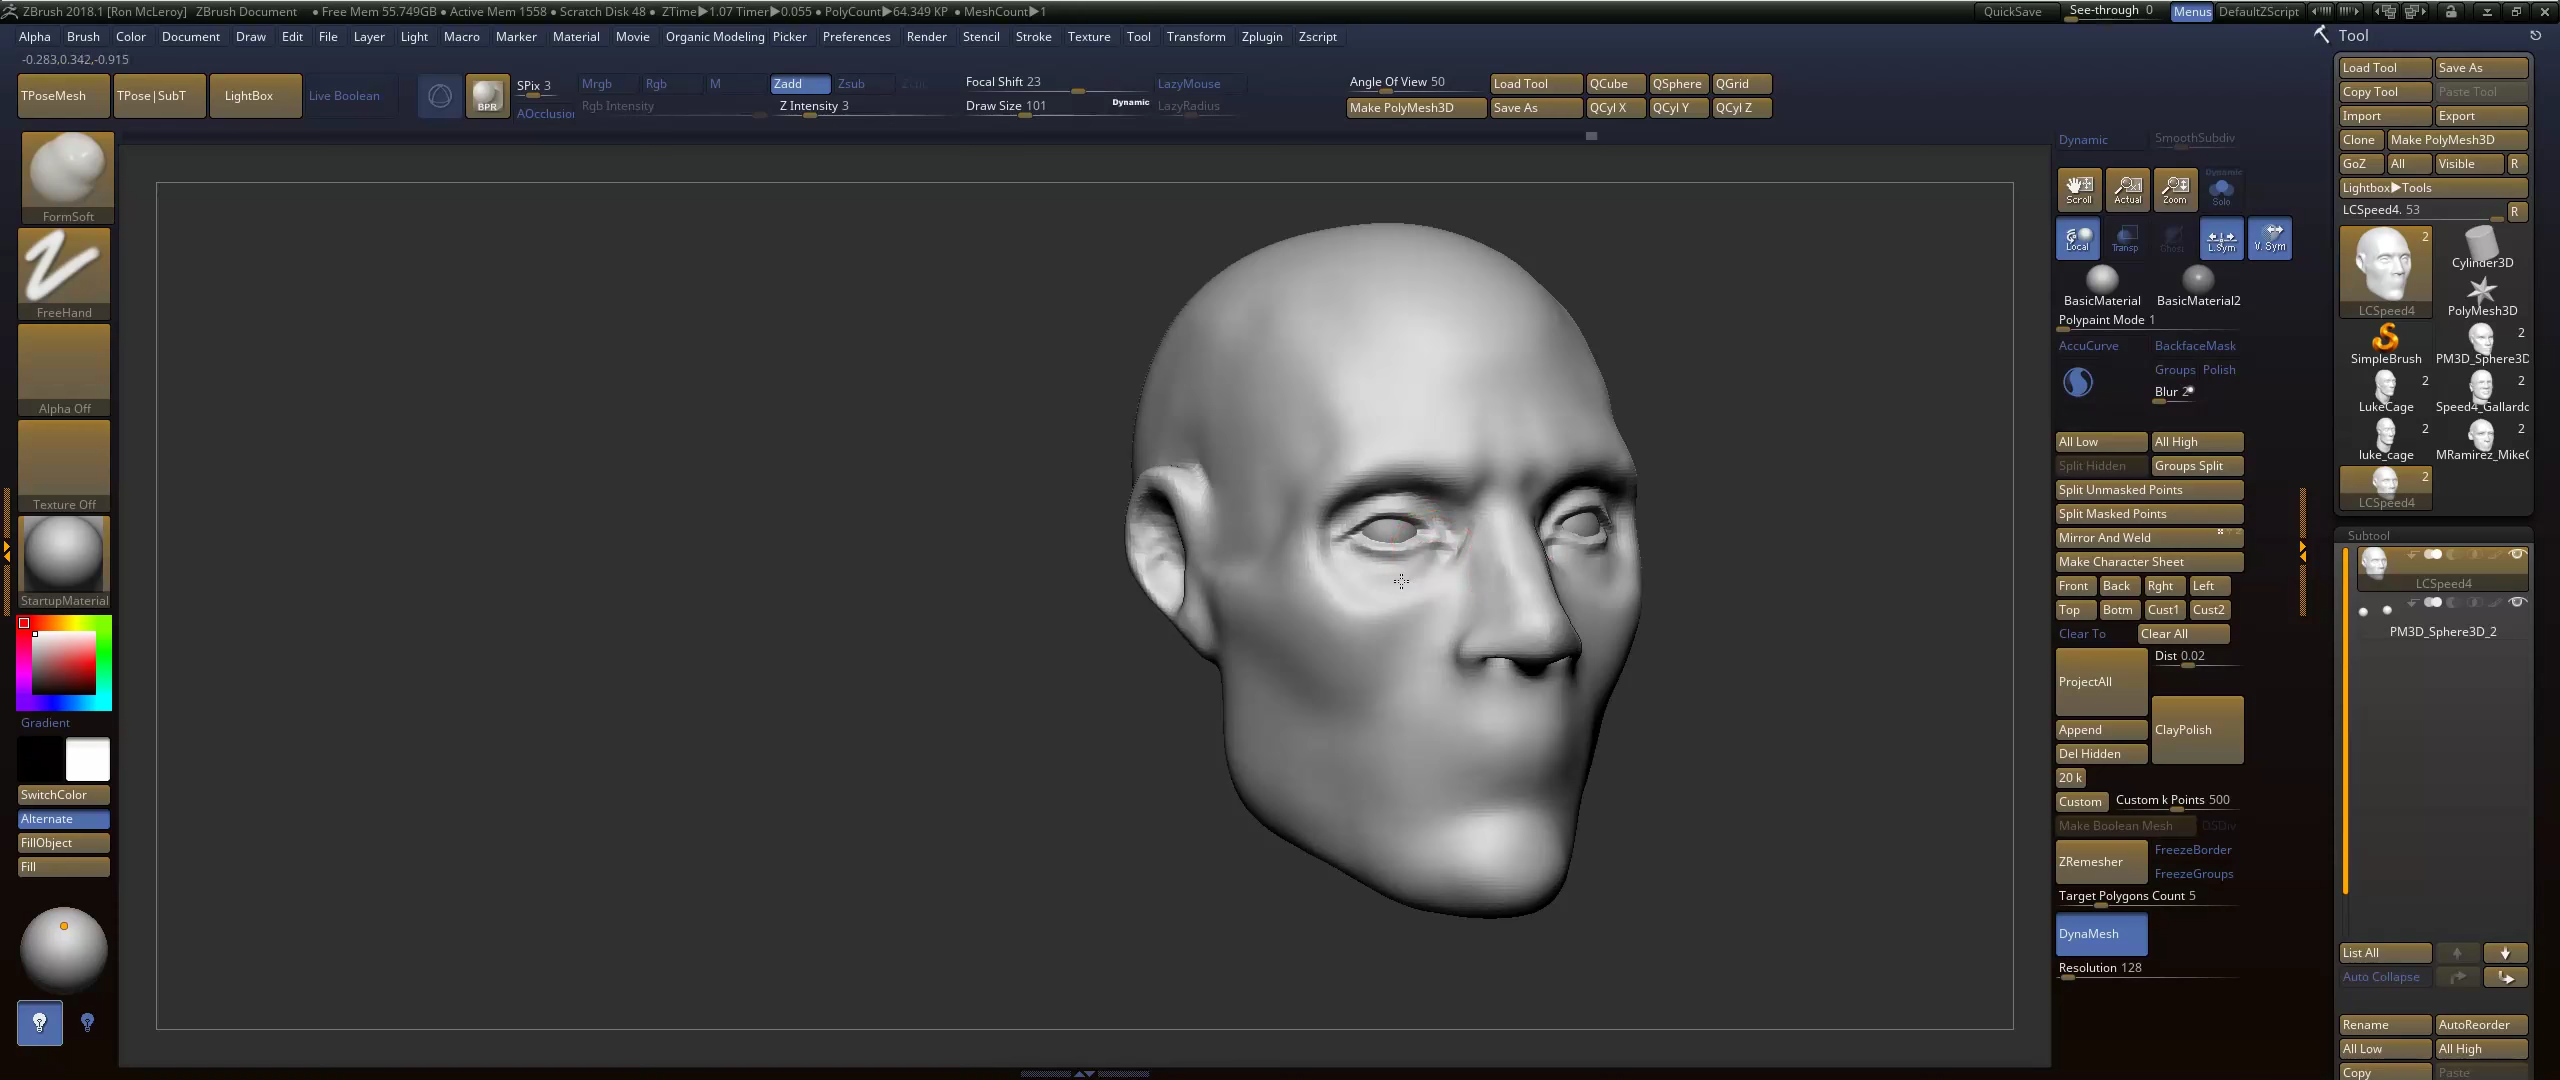 ZBrush 2018.1 [Ron McLeroy] ZBrush Document ● Free Mem 55.749GB ● Active Mem 1558 ● Scratch Disk 48 ● ZTime▶1.07 Timer▶0.055 ● PolyCount▶64.349 KP ● MeshCount▶1 QuickSave See-through 0 Menus DefaultZScript
Alpha Brush Color Document Draw Edit File Layer Light Macro Marker Material Movie Organic Modeling Picker Preferences Render Stencil Stroke Texture Tool Transform Zplugin Zscript
-0.283,0.342,-0.915
TPoseMesh TPose|SubT LightBox Live Boolean BPR SPix 3 AOcclusion
Mrgb Rgb M Zadd Zsub
Rgb Intensity Z Intensity 3
Focal Shift 23
Draw Size 101 Dynamic
LazyMouse
LazyRadius
Angle Of View 50 Load Tool QCube QSphere QGrid
Make PolyMesh3D Save As QCyl X QCyl Y QCyl Z
FormSoft
FreeHand
Alpha Off
Texture Off
StartupMaterial
Gradient
SwitchColor
Alternate
FillObject
Fill
Dynamic SmoothSubdiv
Scroll Actual Zoom Dynamic Solo
Local Transp Ghost L.Sym V. Sym
BasicMaterial BasicMaterial2
Polypaint Mode 1
AccuCurve BackfaceMask
Groups Polish
Blur 2
All Low All High
Split Hidden Groups Split
Split Unmasked Points
Split Masked Points
Mirror And Weld
Make Character Sheet
Front Back Rght Left
Top Botm Cust1 Cust2
Clear To Clear All
ProjectAll Dist 0.02
Append ClayPolish
Del Hidden
20 k
Custom Custom k Points 500
Make Boolean Mesh DSDiv
ZRemesher FreezeBorder
FreezeGroups
Target Polygons Count 5
DynaMesh
Resolution 128
Tool
Load Tool Save As
Copy Tool Paste Tool
Import Export
Clone Make PolyMesh3D
GoZ All Visible R
Lightbox▶Tools
LCSpeed4. 53 R
2
LCSpeed4 Cylinder3D
PolyMesh3D
SimpleBrush PM3D_Sphere3D 2
LukeCage 2 Speed4_Gallardo 2
luke_cage 2 MRamirez_MikeC 2
LCSpeed4 2
Subtool
LCSpeed4
PM3D_Sphere3D_2
List All
Auto Collapse
Rename AutoReorder
All Low All High
Copy Paste